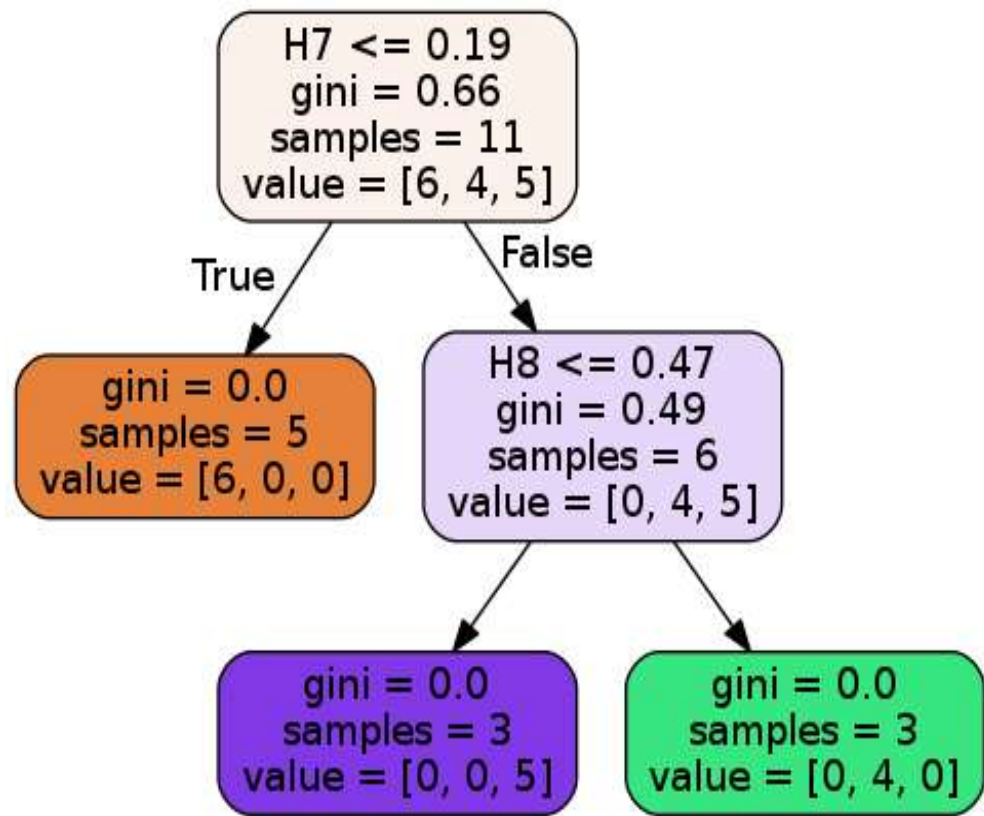 H7 <= 0.19
gini = 0.66
samples = 11
value = [6, 4, 5]
True
False
gini = 0.0
samples = 5
value = [6, 0, 0]
H8 <= 0.47
gini = 0.49
samples = 6
value = [0, 4, 5]
gini = 0.0
samples = 3
value = [0, 0, 5]
gini = 0.0
samples = 3
value = [0, 4, 0]